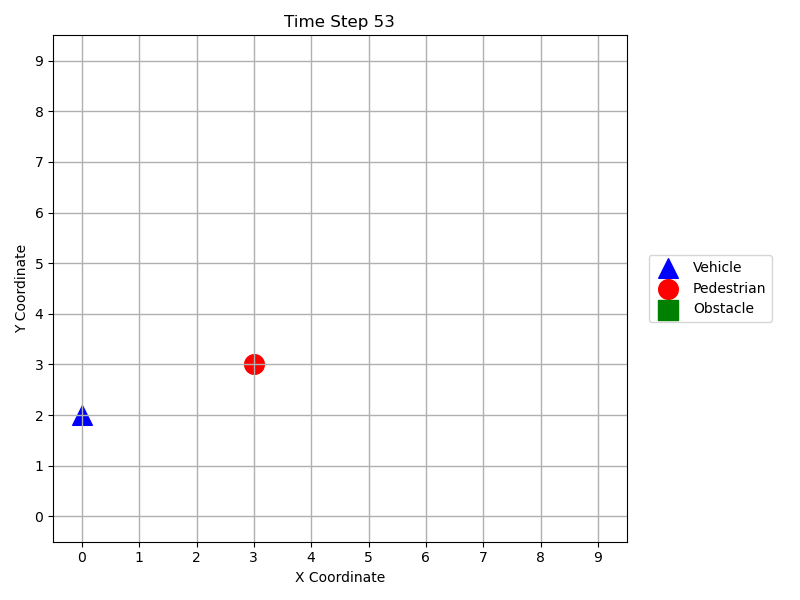 Time Step 53
9
8
7
6
5
4
3
2
1
0
Y Coordinate
0 1 2 3 4 5 6 7 8 9
X Coordinate
Vehicle
Pedestrian
Obstacle